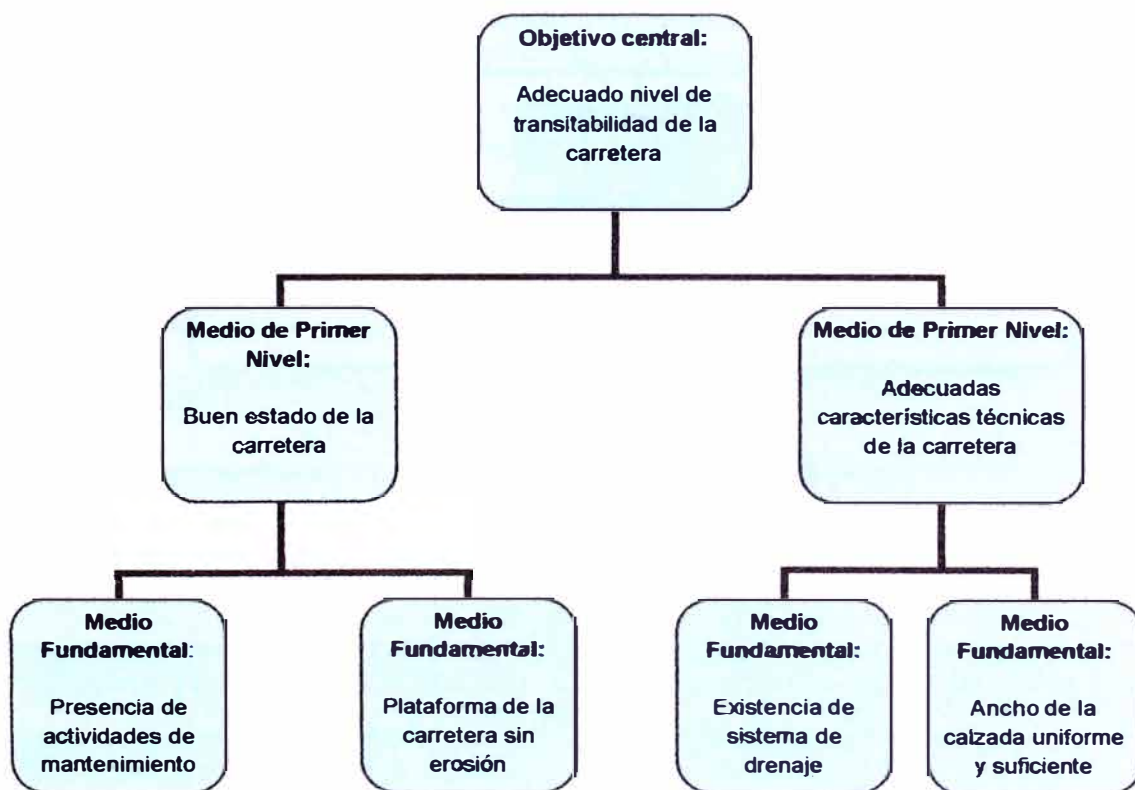 Objetivo central:
Adecuado nivel de
transitabilidad de la
carretera
Medio de Primer
Nivel:
Buen estado de la
carretera
Medio de Primer Nivel:
Adecuadas
características técnicas
de la carretera
Medio
Fundamental:
Presencia de
actividades de
mantenimiento
Medio
Fundamental:
Plataforma de la
carretera sin
erosión
Medio
Fundamental:
Existencia de
sistema de
drenaje
Medio
Fundamental:
Ancho de la
calzada uniforme
y suficiente